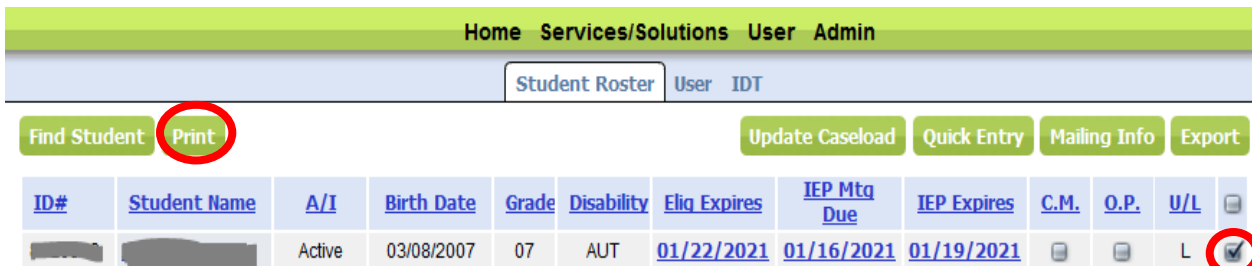 Home Services/Solutions User Admin
Student Roster User IDT
Find Student Print Update Caseload Quick Entry Mailing Info Export
ID# Student Name A/I Birth Date Grade Disability Elig Expires IEP Mtg Due IEP Expires C.M. O.P. U/L
Active 03/08/2007 07 AUT 01/22/2021 01/16/2021 01/19/2021 L